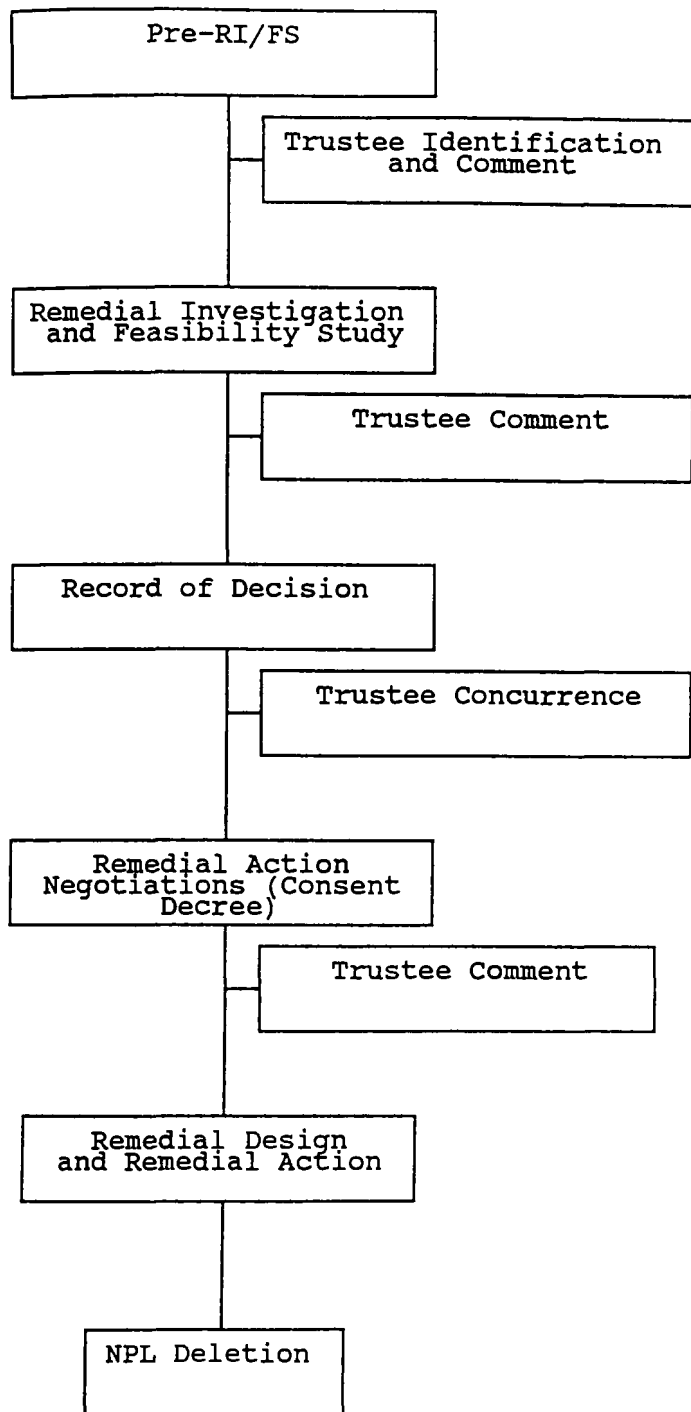 Pre-RI/FS
Trustee Identification
and Comment
Remedial Investigation
and Feasibility Study
Trustee Comment
Record of Decision
Trustee Concurrence
Remedial Action
Negotiations (Consent
Decree)
Trustee Comment
Remedial Design
and Remedial Action
NPL Deletion